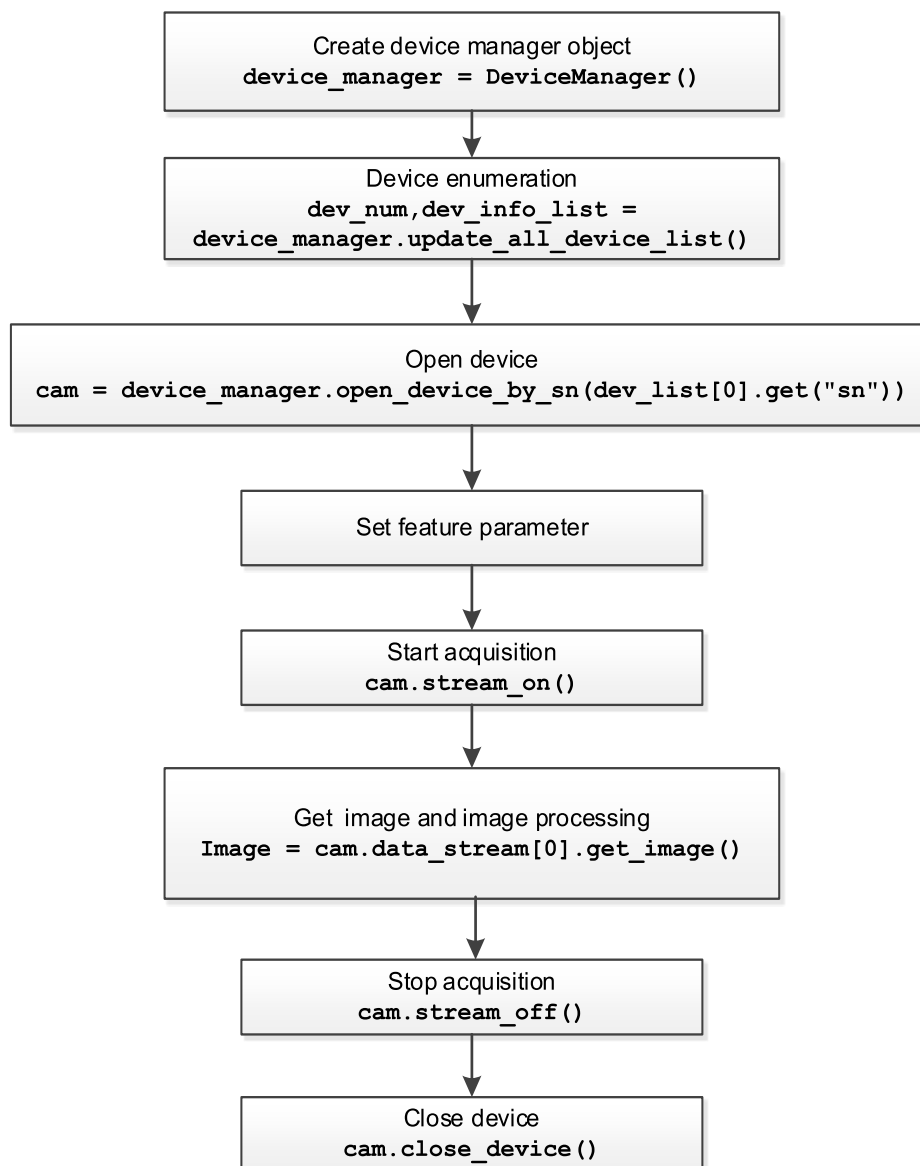 Create device manager object
device_manager = DeviceManager()
Device enumeration
dev_num,dev_info_list =
device_manager.update_all_device_list()
Open device
cam = device_manager.open_device_by_sn(dev_list[0].get("sn"))
Set feature parameter
Start acquisition
cam.stream_on()
Get image and image processing
Image = cam.data_stream[0].get_image()
Stop acquisition
cam.stream_off()
Close device
cam.close_device()